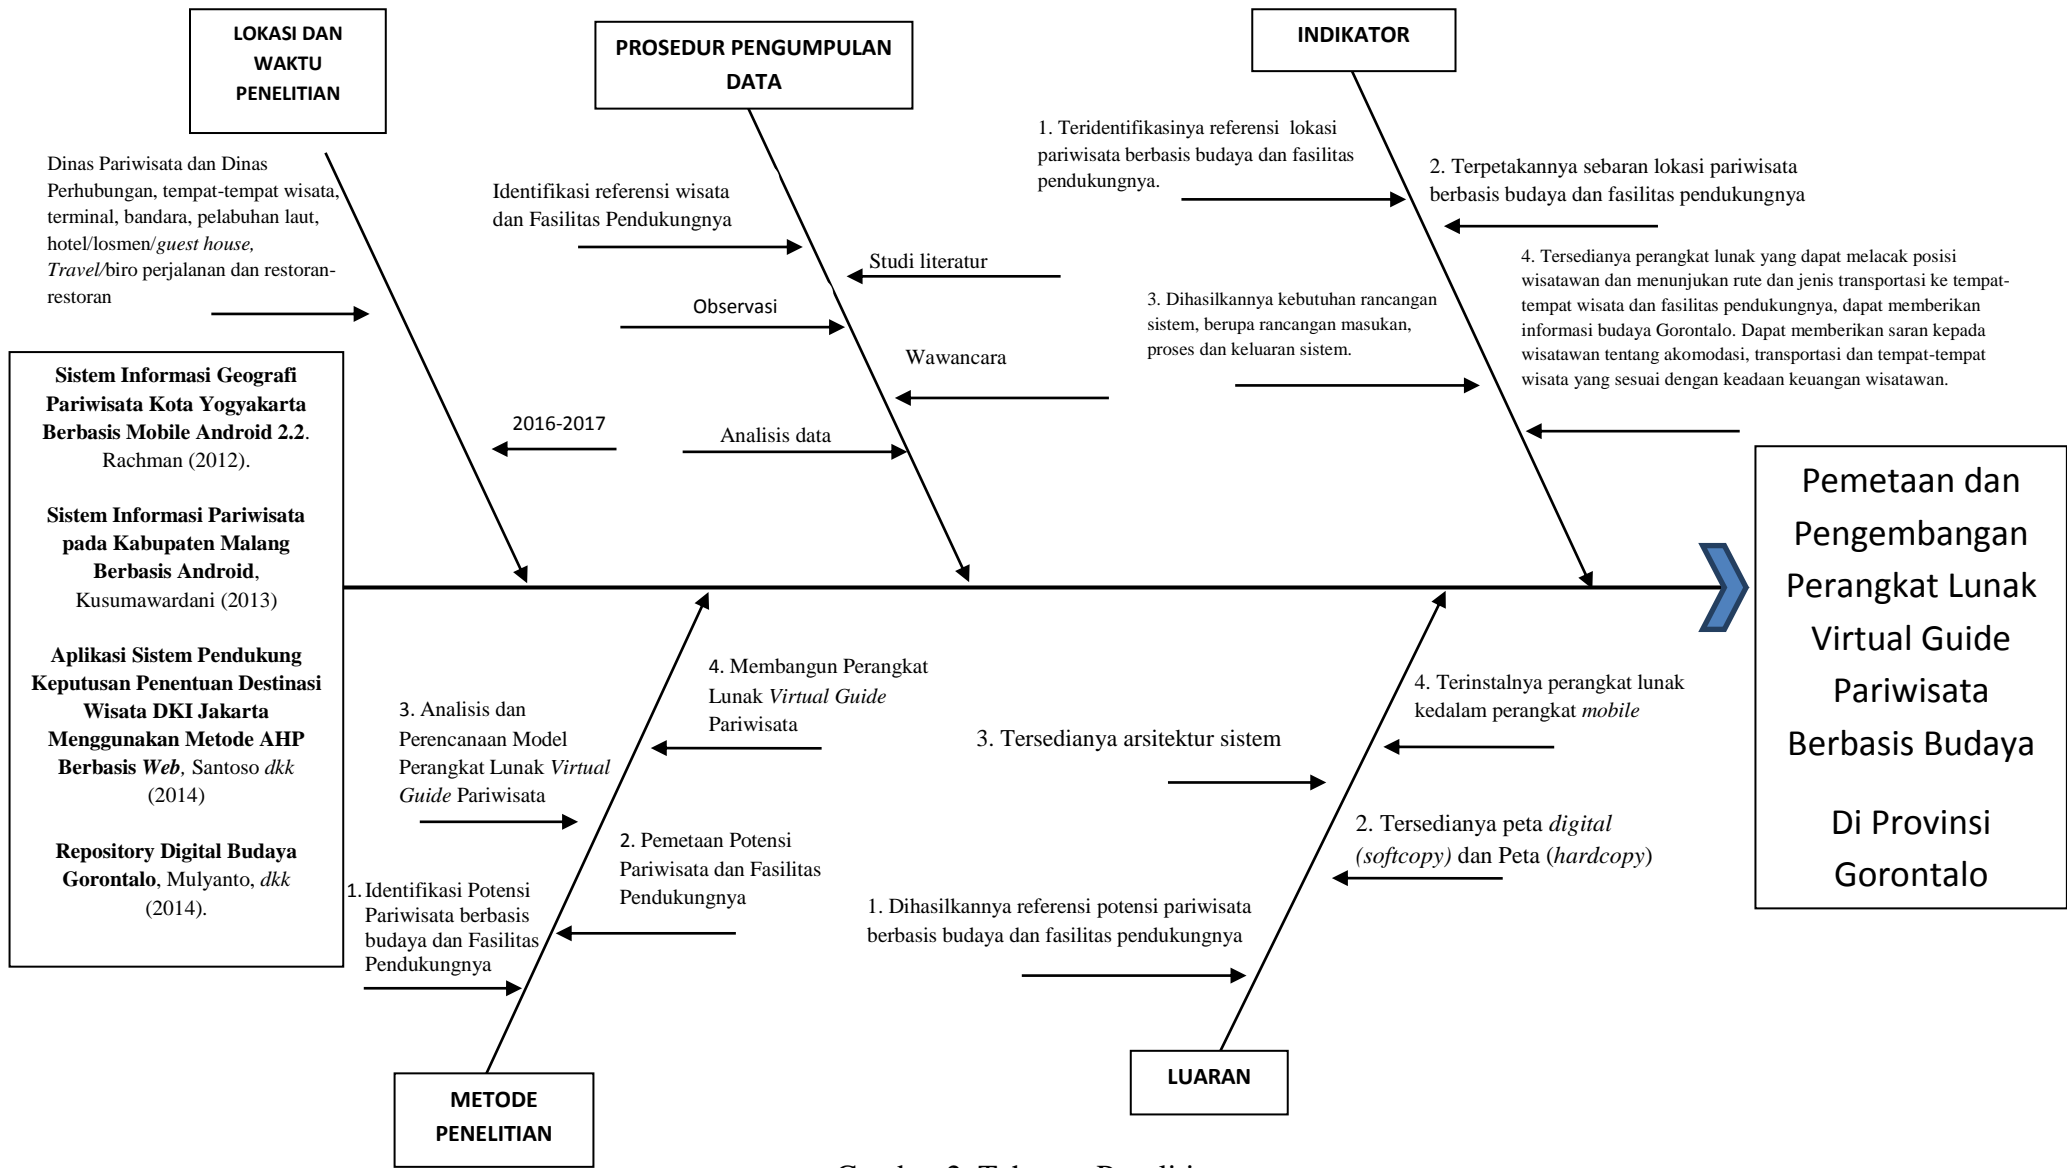 LOKASI DAN
WAKTU
PENELITIAN
PROSEDUR PENGUMPULAN
DATA
INDIKATOR
Dinas Pariwisata dan Dinas
Perhubungan, tempat-tempat wisata,
terminal, bandara, pelabuhan laut,
hotel/losmen/guest house,
Travel/biro perjalanan dan restoran-
restoran
2016-2017
Identifikasi referensi wisata
dan Fasilitas Pendukungnya
Studi literatur
Observasi
Wawancara
Analisis data
1. Teridentifikasinya referensi lokasi
pariwisata berbasis budaya dan fasilitas
pendukungnya.
2. Terpetakannya sebaran lokasi pariwisata
berbasis budaya dan fasilitas pendukungnya
3. Dihasilkannya kebutuhan rancangan
sistem, berupa rancangan masukan,
proses dan keluaran sistem.
4. Tersedianya perangkat lunak yang dapat melacak posisi
wisatawan dan menunjukan rute dan jenis transportasi ke tempat-
tempat wisata dan fasilitas pendukungnya, dapat memberikan
informasi budaya Gorontalo. Dapat memberikan saran kepada
wisatawan tentang akomodasi, transportasi dan tempat-tempat
wisata yang sesuai dengan keadaan keuangan wisatawan.
Sistem Informasi Geografi
Pariwisata Kota Yogyakarta
Berbasis Mobile Android 2.2.
Rachman (2012).
Sistem Informasi Pariwisata
pada Kabupaten Malang
Berbasis Android,
Kusumawardani (2013)
Aplikasi Sistem Pendukung
Keputusan Penentuan Destinasi
Wisata DKI Jakarta
Menggunakan Metode AHP
Berbasis Web, Santoso dkk
(2014)
Repository Digital Budaya
Gorontalo, Mulyanto, dkk
(2014).
Pemetaan dan
Pengembangan
Perangkat Lunak
Virtual Guide
Pariwisata
Berbasis Budaya
Di Provinsi
Gorontalo
4. Membangun Perangkat
Lunak Virtual Guide
Pariwisata
3. Analisis dan
Perencanaan Model
Perangkat Lunak Virtual
Guide Pariwisata
2. Pemetaan Potensi
Pariwisata dan Fasilitas
Pendukungnya
1. Identifikasi Potensi
Pariwisata berbasis
budaya dan Fasilitas
Pendukungnya
METODE
PENELITIAN
4. Terinstalnya perangkat lunak
kedalam perangkat mobile
3. Tersedianya arsitektur sistem
2. Tersedianya peta digital
(softcopy) dan Peta (hardcopy)
1. Dihasilkannya referensi potensi pariwisata
berbasis budaya dan fasilitas pendukungnya
LUARAN